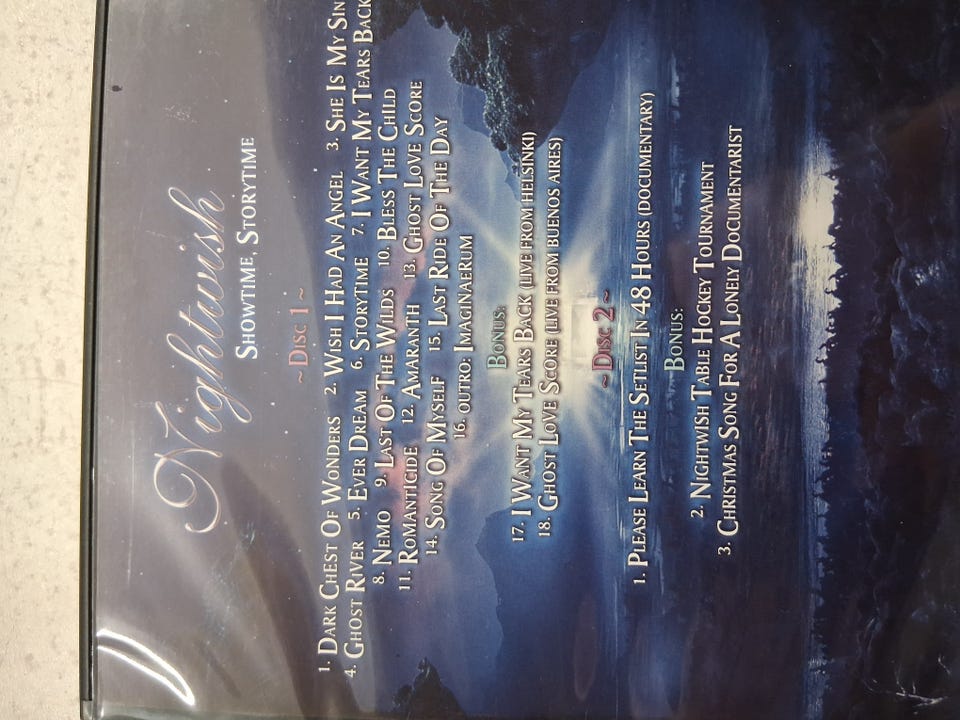 Nightwish
Showtime, Storytime
~ Disc 1 ~
1. Dark Chest Of Wonders 2. Wish I Had An Angel 3. She Is My Sin
4. Ghost River 5. Ever Dream 6. Storytime 7. I Want My Tears Back
8. Nemo 9. Last Of The Wilds 10. Bless The Child
11. Romanticide 12. Amaranth 13. Ghost Love Score
14. Song Of Myself 15. Last Ride Of The Day
16. outro: Imaginaerum
Bonus:
17. I Want My Tears Back (live from Helsinki)
18. Ghost Love Score (live from Buenos Aires)
~ Disc 2 ~
1. Please Learn The Setlist In 48 Hours (documentary)
Bonus:
2. Nightwish Table Hockey Tournament
3. Christmas Song For A Lonely Documentarist